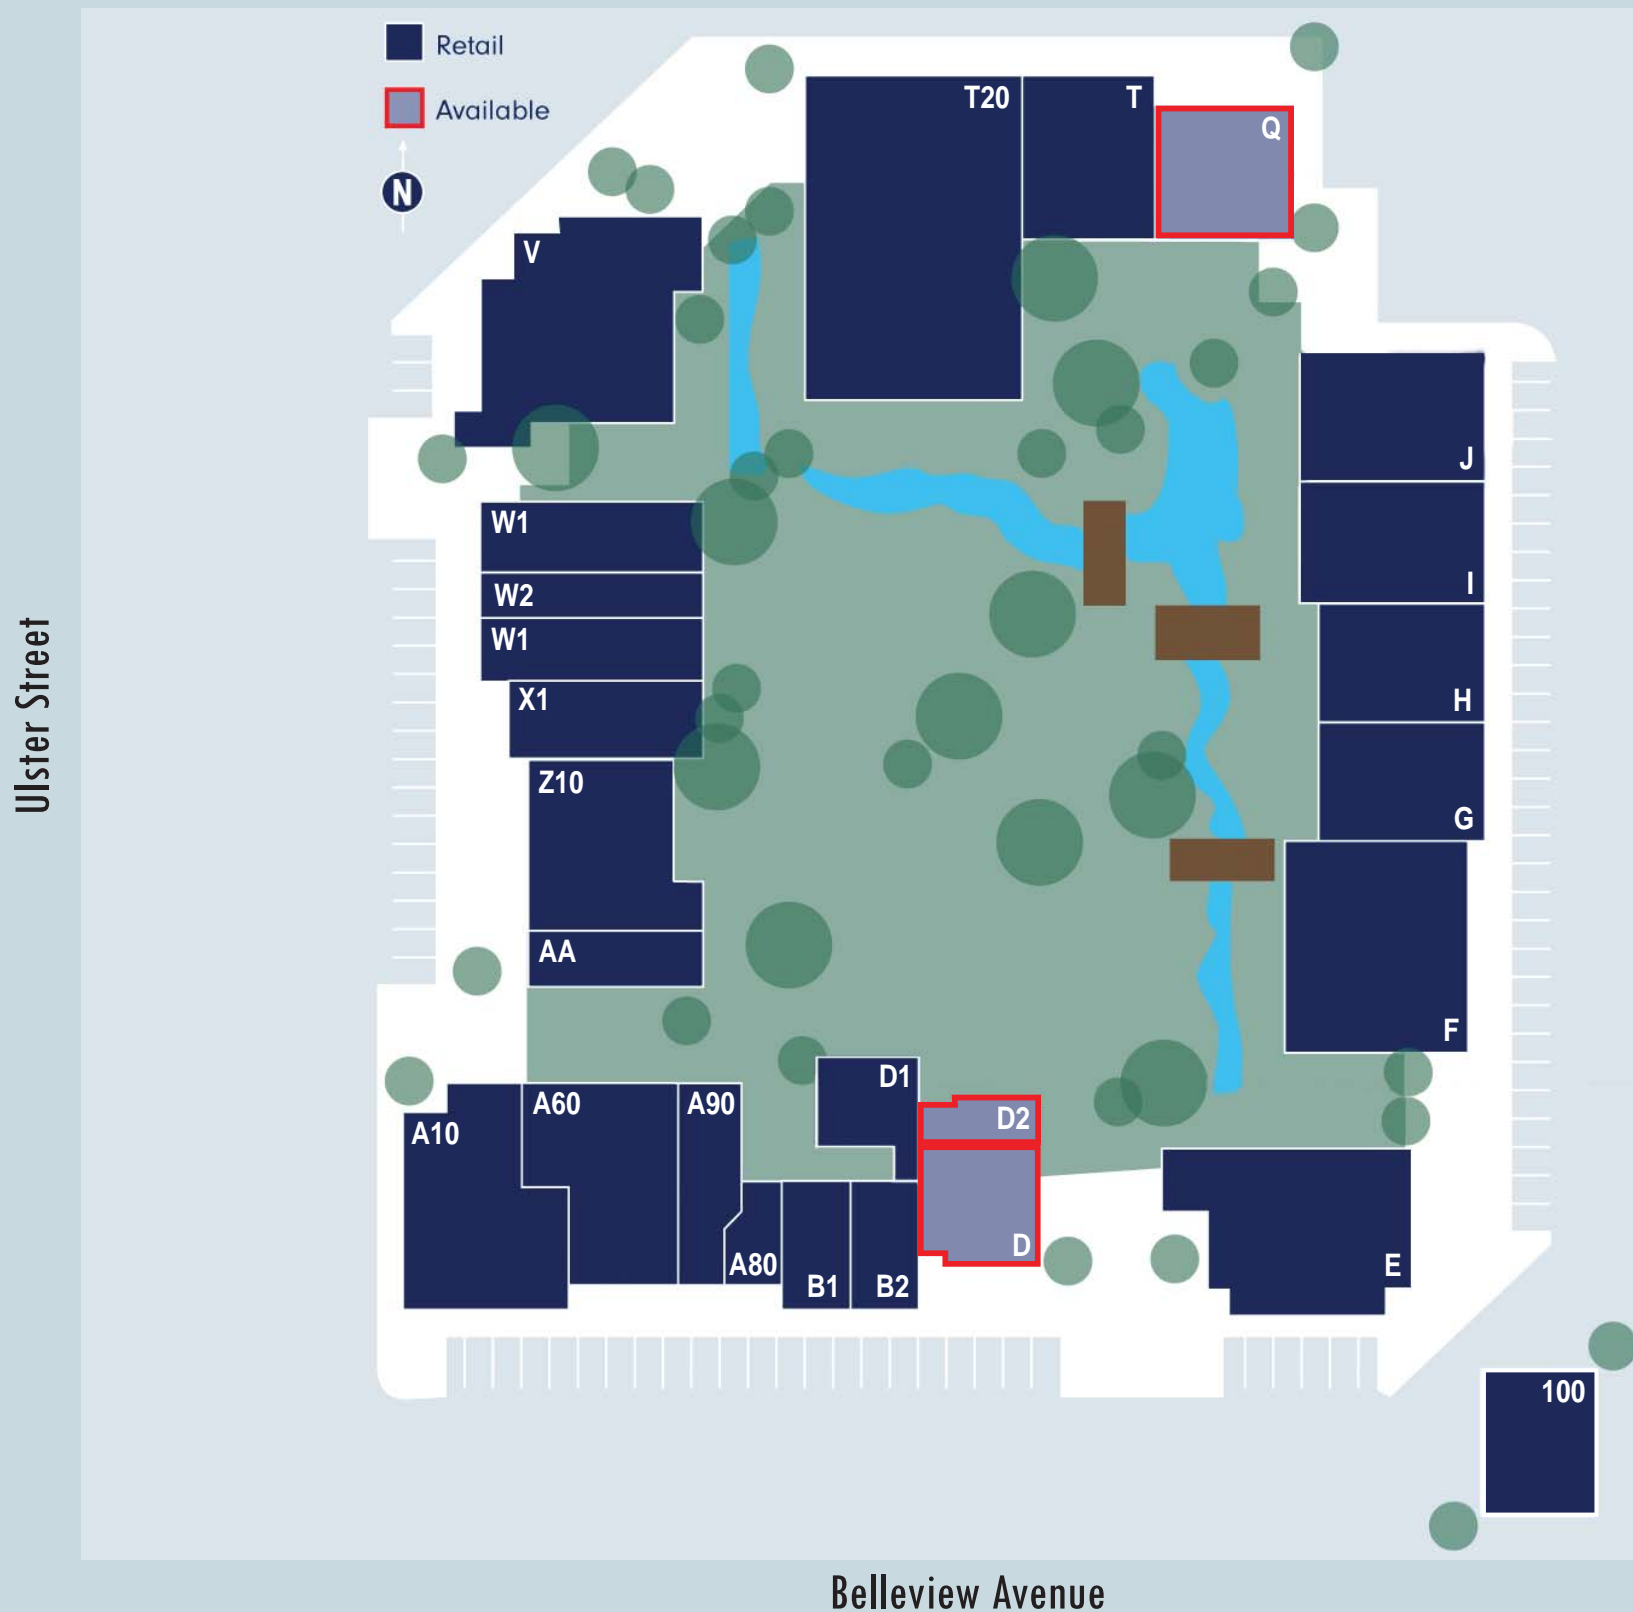 Retail
Available
N
T20
T
Q
V
J
W1
I
W2
W1
H
X1
Z10
G
AA
F
D1
A60
A90
D2
A10
D
A80
B1
B2
E
100
Ulster Street
Belleview Avenue